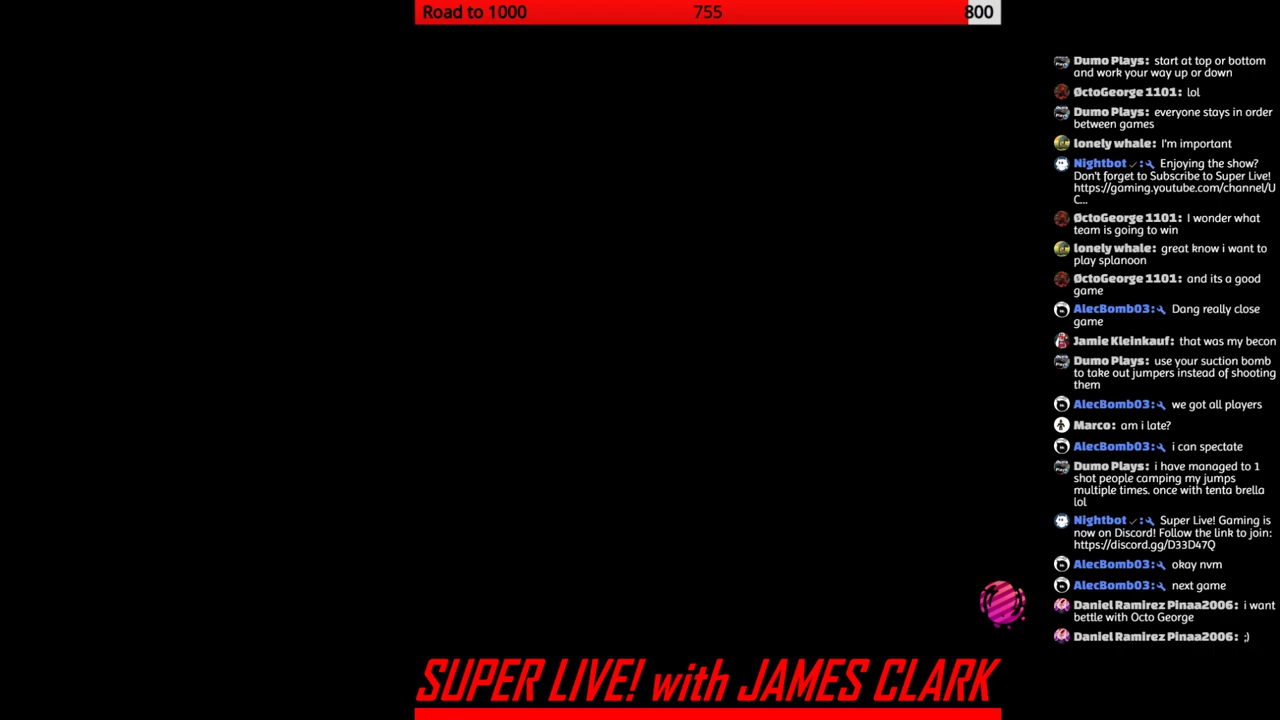 Road to 1000 755 800
Dumo Plays: start at top or bottom
and work your way up or down
ØctoGeorge 1101: lol
Dumo Plays: everyone stays in order
between games
lonely whale: I'm important
Nightbot ✓: Enjoying the show?
Don't forget to Subscribe to Super Live!
https://gaming.youtube.com/channel/U
C...
ØctoGeorge 1101: I wonder what
team is going to win
lonely whale: great know i want to
play splanoon
ØctoGeorge 1101: and its a good
game
AlecBomb03: Dang really close
game
Jamie Kleinkauf: that was my becon
Dumo Plays: use your suction bomb
to take out jumpers instead of shooting
them
AlecBomb03: we got all players
Marco: am i late?
AlecBomb03: i can spectate
Dumo Plays: i have managed to 1
shot people camping my jumps
multiple times. once with tenta brella
lol
Nightbot ✓: Super Live! Gaming is
now on Discord! Follow the link to join:
https://discord.gg/D33D47Q
AlecBomb03: okay nvm
AlecBomb03: next game
Daniel Ramirez Pinaa2006: i want
bettle with Octo George
Daniel Ramirez Pinaa2006: ;)
SUPER LIVE! with JAMES CLARK